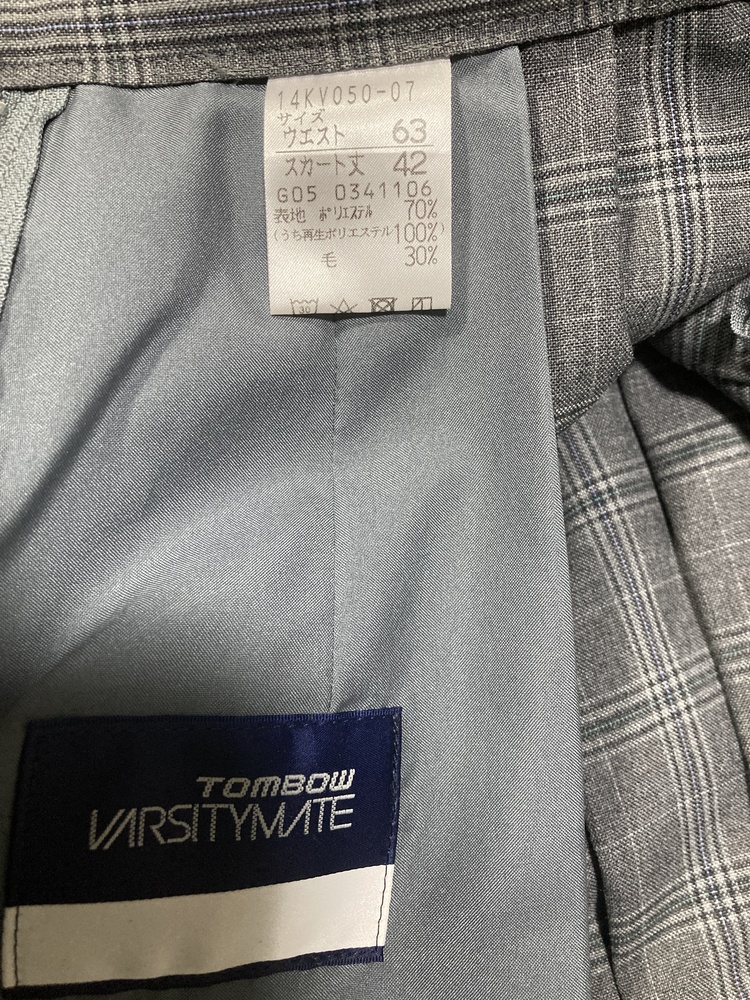 14KV050-07
サイズ
ウエスト 63
スカート丈 42
G05 0341106
表地 ポリエステル 70%
(うち再生ポリエステル100%)
毛 30%
30
TOMBOW
VARSITYMATE